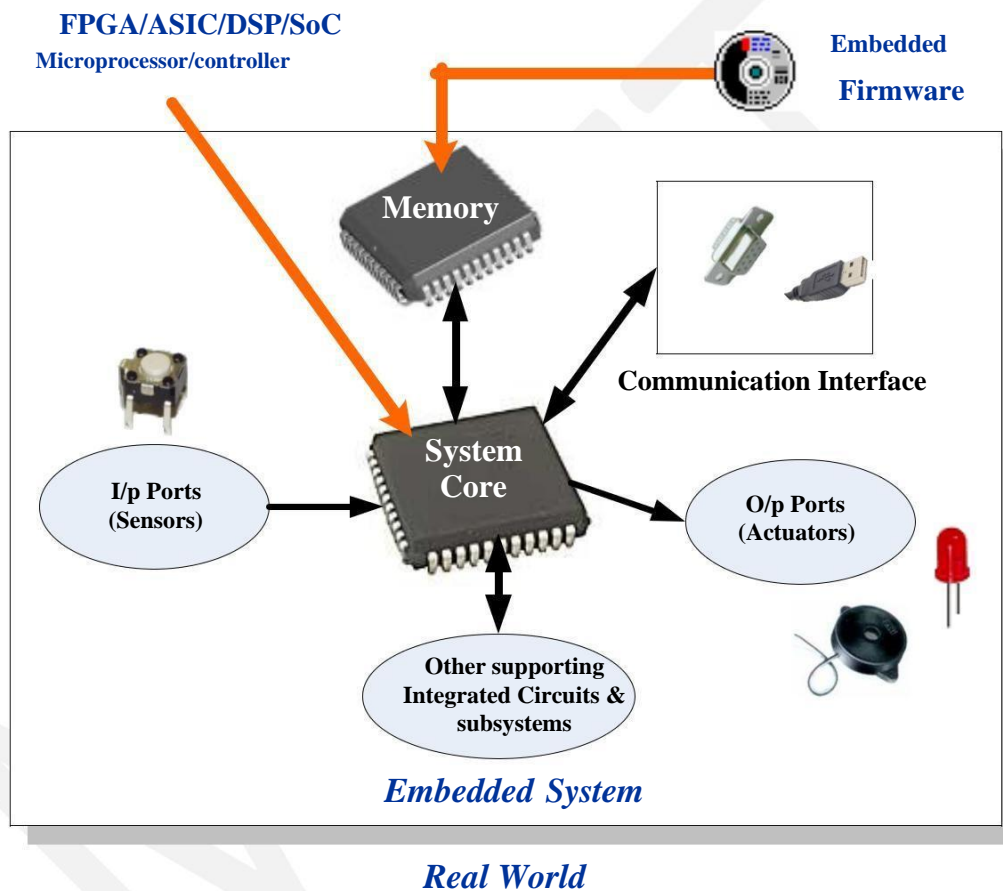 FPGA/ASIC/DSP/SoC
Microprocessor/controller
Embedded
Firmware
Memory
Communication Interface
System
Core
I/p Ports
(Sensors)
O/p Ports
(Actuators)
Other supporting
Integrated Circuits &
subsystems
Embedded System
Real World